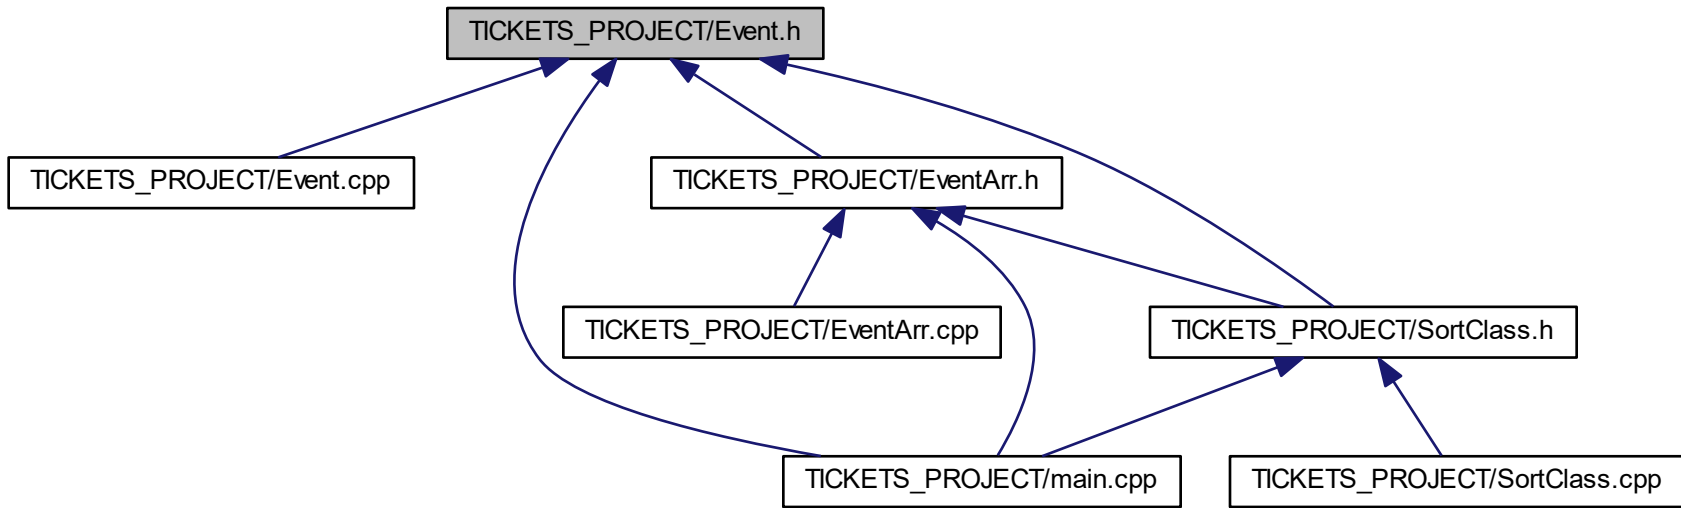 TICKETS_PROJECT/Event.h
TICKETS_PROJECT/Event.cpp
TICKETS_PROJECT/EventArr.h
TICKETS_PROJECT/EventArr.cpp
TICKETS_PROJECT/SortClass.h
TICKETS_PROJECT/main.cpp
TICKETS_PROJECT/SortClass.cpp